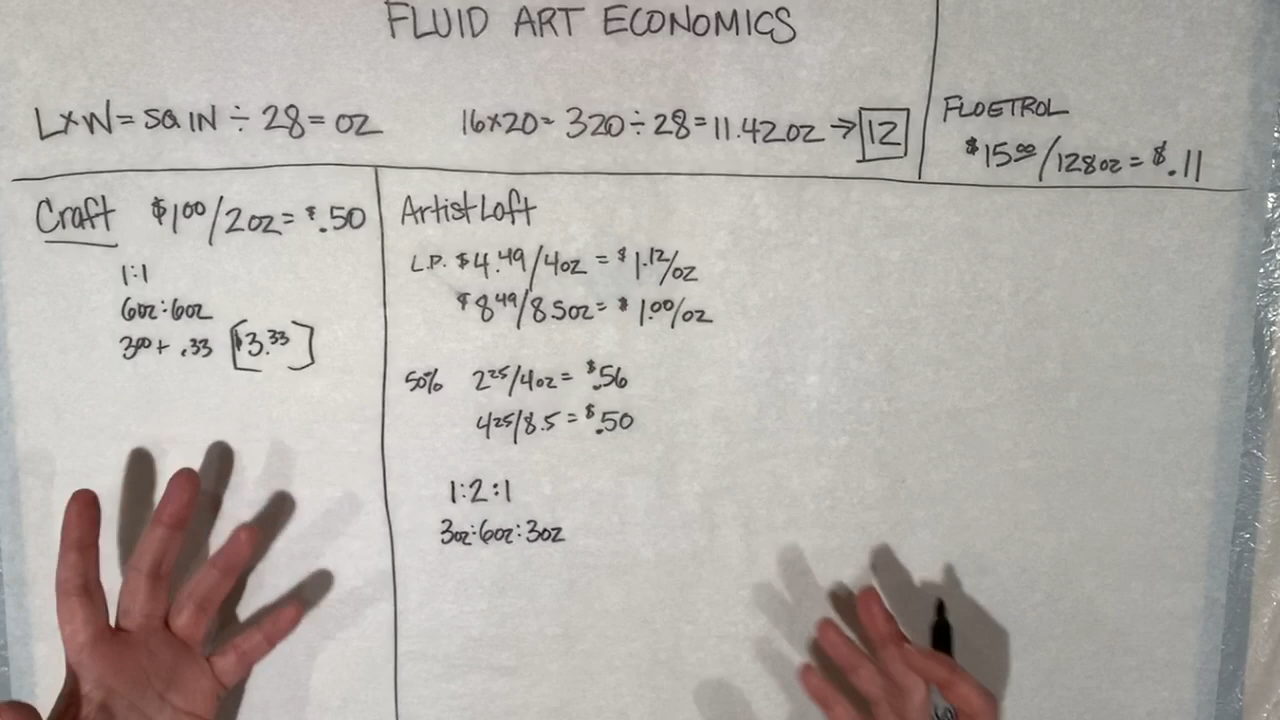 FLUID ART ECONOMICS
LXW = SQ IN ÷ 28 = OZ
16x20= 320 ÷ 28 = 11.42 OZ → 12
FLOETROL
$15.00/128oz = $.11
Craft $1.00/2oz = $.50
1:1
6oz:6oz
3.00 + .33 [$3.33]
Artist Loft
L.P. $4.49/4oz = $1.12/oz
$8.49/8.5oz = $1.00/oz
50% 2.25/4oz = $.56
4.25/8.5 = $.50
1:2:1
3oz:6oz:3oz